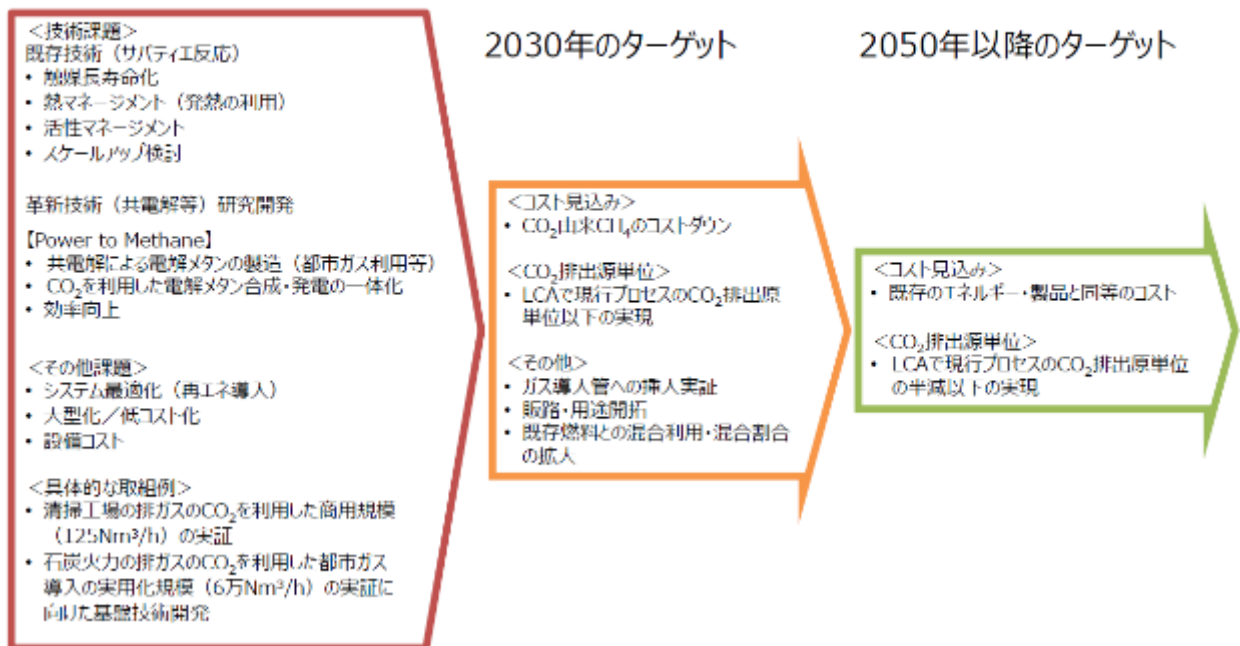 <技術課題>
既存技術（サバティエ反応）
• 触媒長寿命化
• 熱マネージメント（発熱の利用）
• 活性マネージメント
• スケールアップ検討
革新技術（共電解等）研究開発
【Power to Methane】
• 共電解による電解メタンの製造（都市ガス利用等）
• CO₂を利用した電解メタン合成・発電の一体化
• 効率向上
<その他課題>
• システム最適化（再エネ導入）
• 大型化／低コスト化
• 設備コスト
<具体的な取組例>
• 清掃工場の排ガスのCO₂を利用した商用規模
（125Nm³/h）の実証
• 石炭火力の排ガスのCO₂を利用した都市ガス
導入の実用化規模（6万Nm³/h）の実証に
向けた基盤技術開発
2030年のターゲット
<コスト見込み>
• CO₂由来CH₄のコストダウン
<CO₂排出源単位>
• LCAで現行プロセスのCO₂排出原
単位以下の実現
<その他>
• ガス導入管への挿入実証
• 販路・用途開拓
• 既存燃料との混合利用・混合割合
の拡大
2050年以降のターゲット
<コスト見込み>
• 既存のエネルギー・製品と同等のコスト
<CO₂排出源単位>
• LCAで現行プロセスのCO₂排出原単位
の半減以下の実現